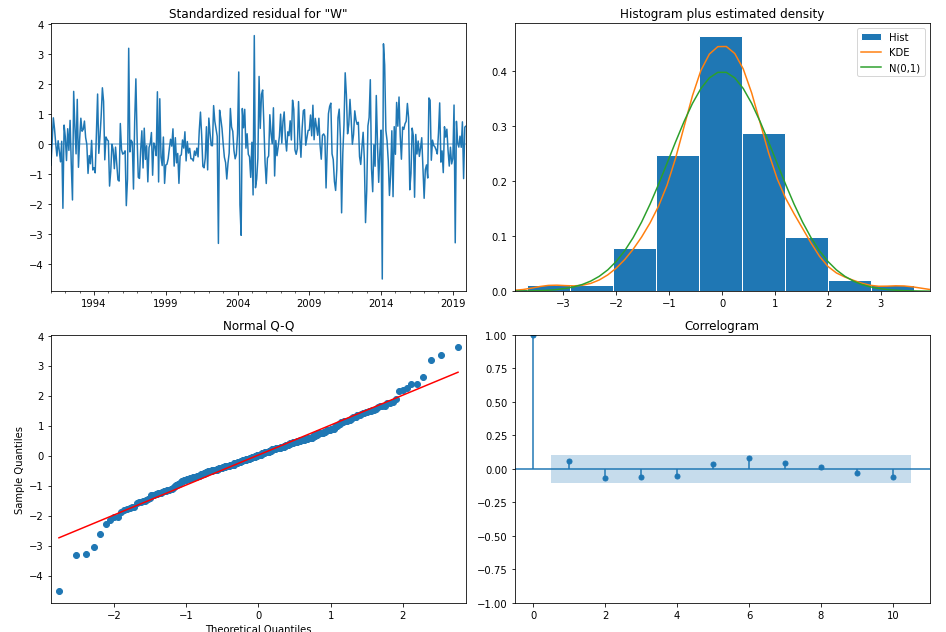 Standardized residual for "W"
4
3
2
1
0
−1
−2
−3
−4
1994 1999 2004 2009 2014 2019
Histogram plus estimated density
Hist
KDE
N(0,1)
0.4
0.3
0.2
0.1
0.0
−3 −2 −1 0 1 2 3
Normal Q-Q
Sample Quantiles
4
3
2
1
0
−1
−2
−3
−4
−2 −1 0 1 2
Theoretical Quantiles
Correlogram
1.00
0.75
0.50
0.25
0.00
−0.25
−0.50
−0.75
−1.00
0 2 4 6 8 10